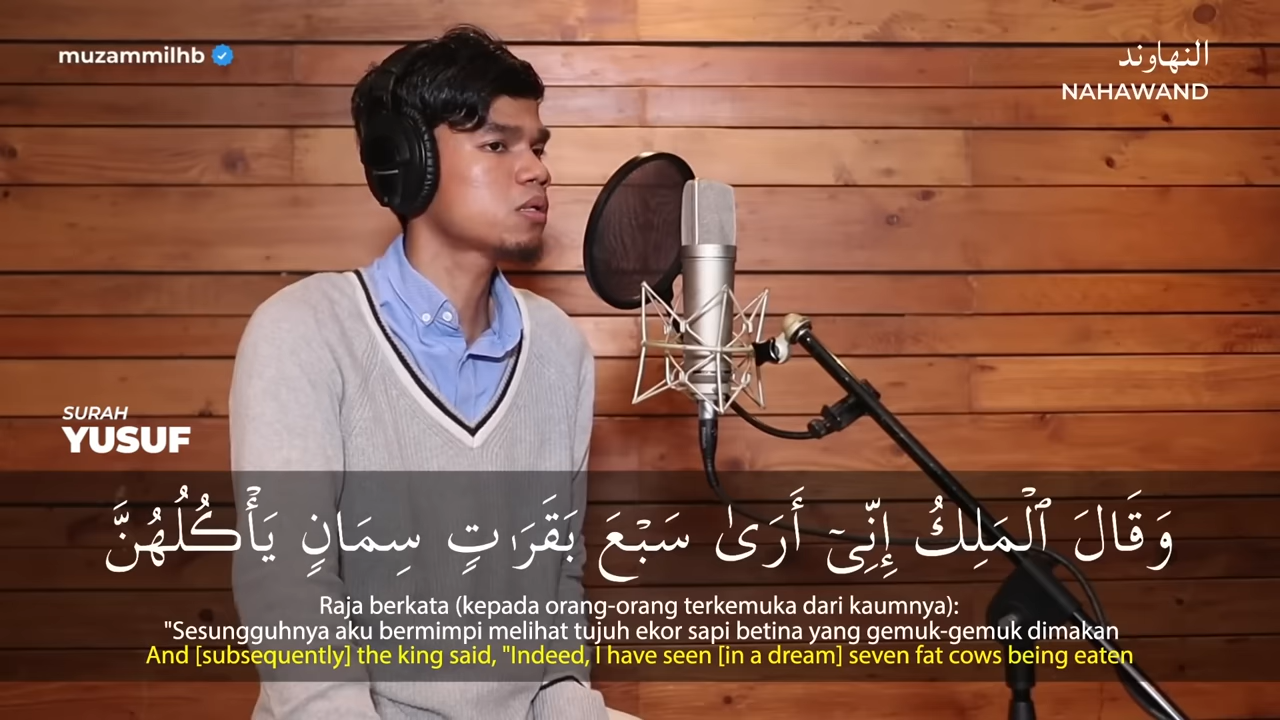 muzammilhb
النهاوند
NAHAWAND
SURAH
YUSUF
وَقَالَ ٱلْمَلِكُ إِنِّىٓ أَرَىٰ سَبْعَ بَقَرَٰتٍ سِمَانٍ يَأْكُلُهُنَّ
Raja berkata (kepada orang-orang terkemuka dari kaumnya):
"Sesungguhnya aku bermimpi melihat tujuh ekor sapi betina yang gemuk-gemuk dimakan
And [subsequently] the king said, "Indeed, I have seen [in a dream] seven fat cows being eaten